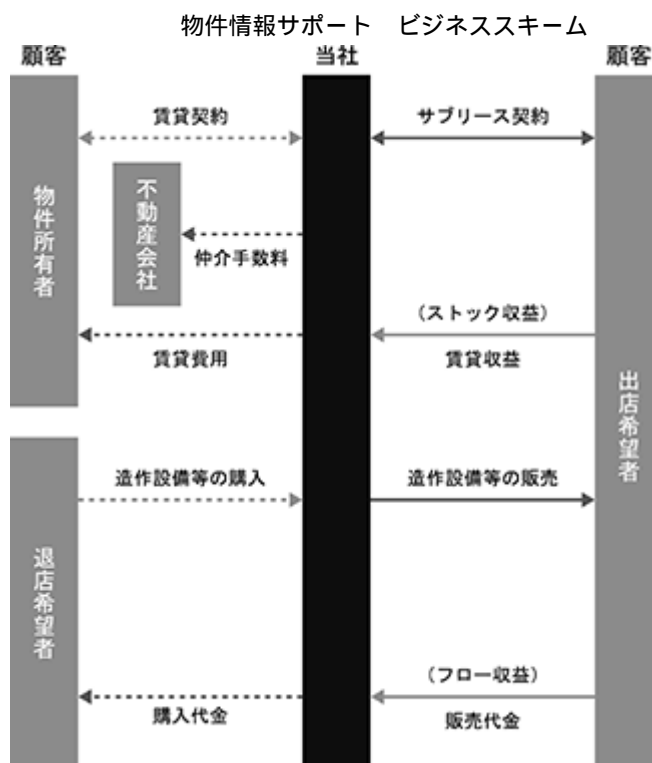 物件情報サポート　ビジネススキーム
顧客
当社
顧客
賃貸契約
サブリース契約
物件所有者
不動産会社
仲介手数料
（ストック収益）
賃貸費用
賃貸収益
出店希望者
造作設備等の購入
造作設備等の販売
退店希望者
（フロー収益）
購入代金
販売代金